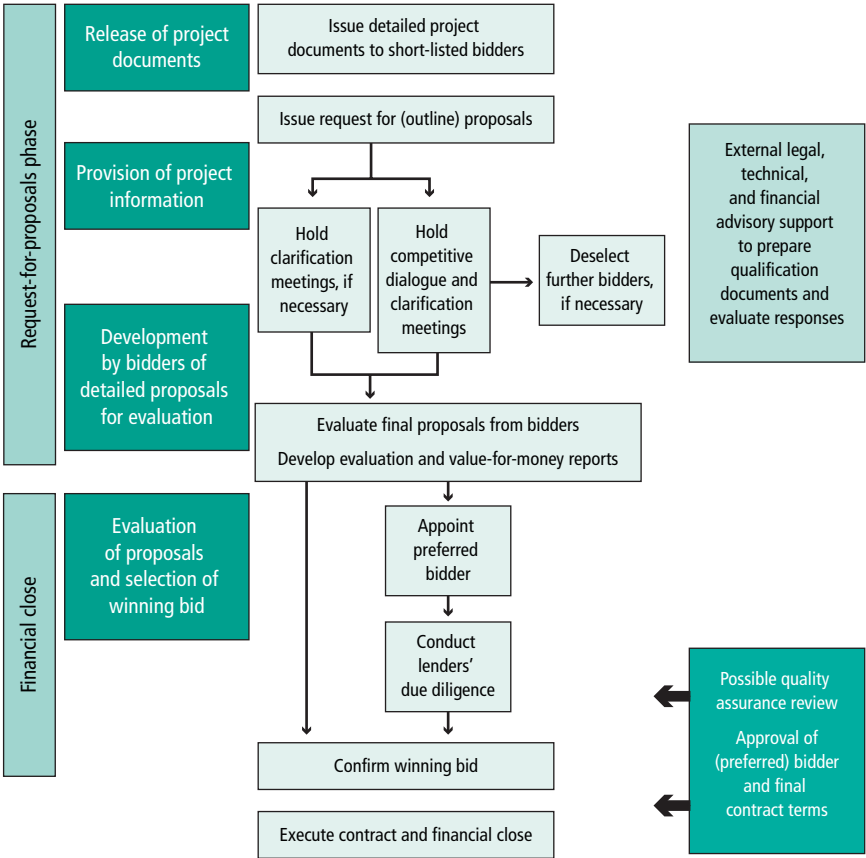 Request-for-proposals phase
Release of project
documents
Issue detailed project
documents to short-listed bidders
Issue request for (outline) proposals
Provision of project
information
Hold
clarification
meetings, if
necessary
Hold
competitive
dialogue and
clarification
meetings
Deselect
further bidders,
if necessary
External legal,
technical,
and financial
advisory support
to prepare
qualification
documents and
evaluate responses
Development
by bidders of
detailed proposals
for evaluation
Evaluate final proposals from bidders
Develop evaluation and value-for-money reports
Financial close
Evaluation
of proposals
and selection of
winning bid
Appoint
preferred
bidder
Conduct
lenders’
due diligence
Possible quality
assurance review
Approval of
(preferred) bidder
and final
contract terms
Confirm winning bid
Execute contract and financial close